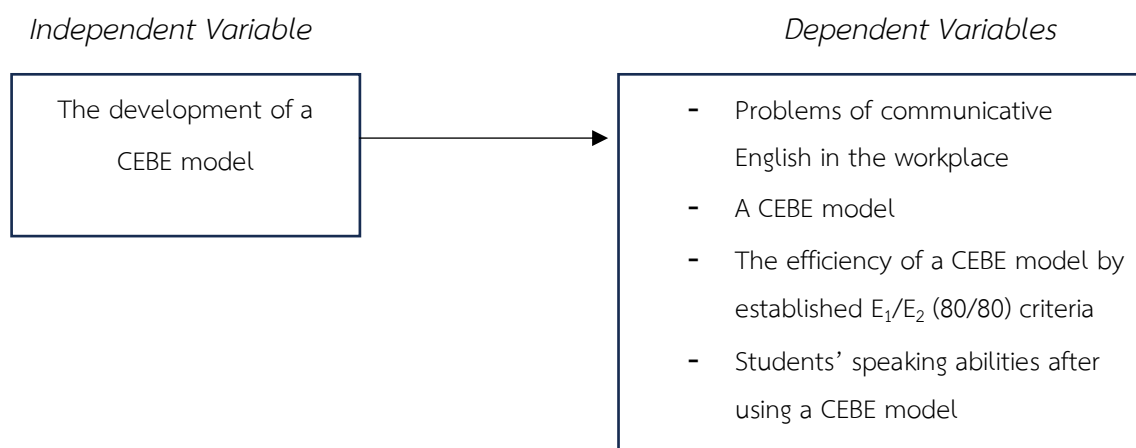 Independent Variable
Dependent Variables
The development of a
CEBE model
- Problems of communicative
English in the workplace
- A CEBE model
- The efficiency of a CEBE model by
established E₁/E₂ (80/80) criteria
- Students’ speaking abilities after
using a CEBE model